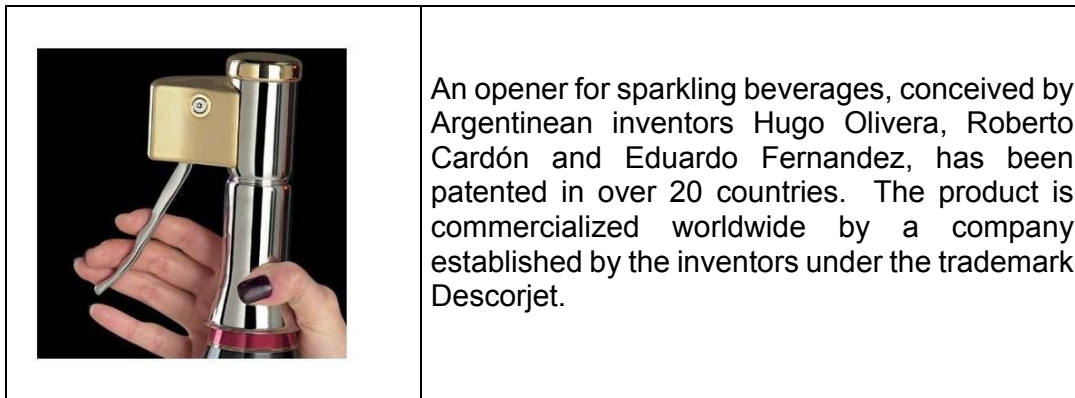 An opener for sparkling beverages, conceived by
Argentinean inventors Hugo Olivera, Roberto
Cardón and Eduardo Fernandez, has been
patented in over 20 countries. The product is
commercialized worldwide by a company
established by the inventors under the trademark
Descorjet.